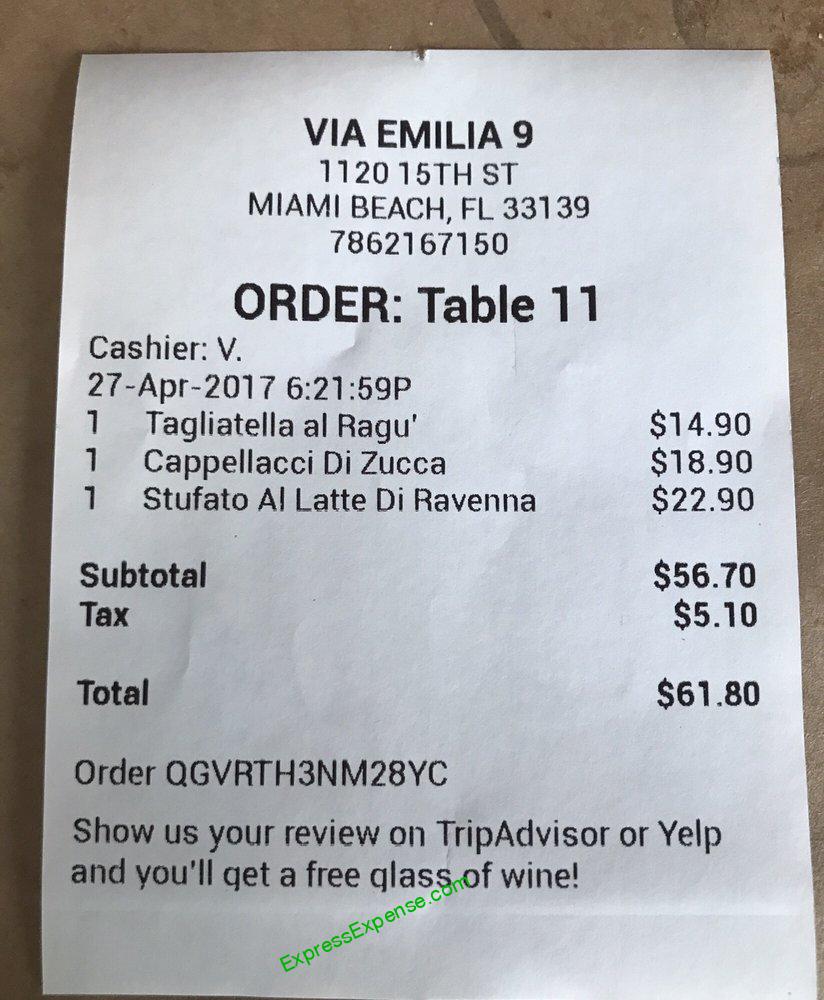 VIA EMILIA 9
1120 15TH ST
MIAMI BEACH, FL 33139
7862167150
ORDER: Table 11
Cashier: V.
27-Apr-2017 6:21:59P
1 Tagliatella al Ragu' $14.90
1 Cappellacci Di Zucca $18.90
1 Stufato Al Latte Di Ravenna $22.90
Subtotal $56.70
Tax $5.10
Total $61.80
Order QGVRTH3NM28YC
Show us your review on TripAdvisor or Yelp
and you'll get a free glass of wine!
ExpressExpense.com